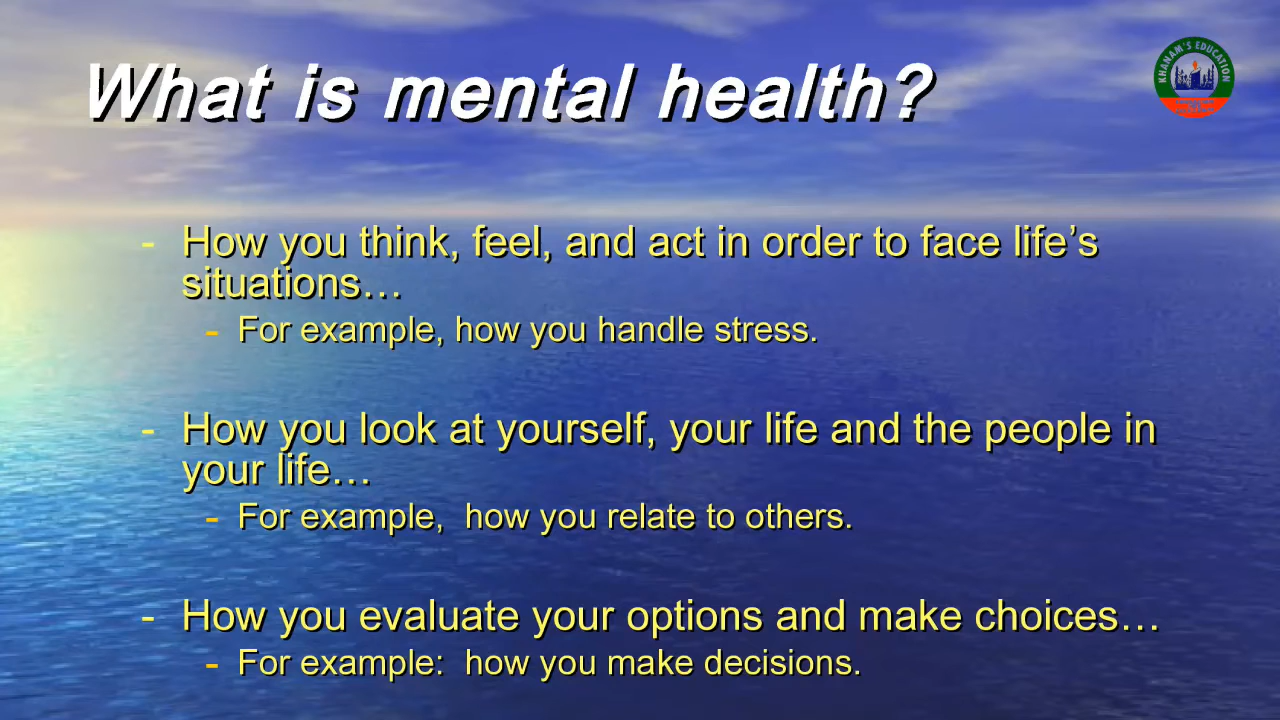 What is mental health?
KHANAM'S EDUCATION
- How you think, feel, and act in order to face life’s
situations…
- For example, how you handle stress.
- How you look at yourself, your life and the people in
your life…
- For example,  how you relate to others.
- How you evaluate your options and make choices…
- For example:  how you make decisions.